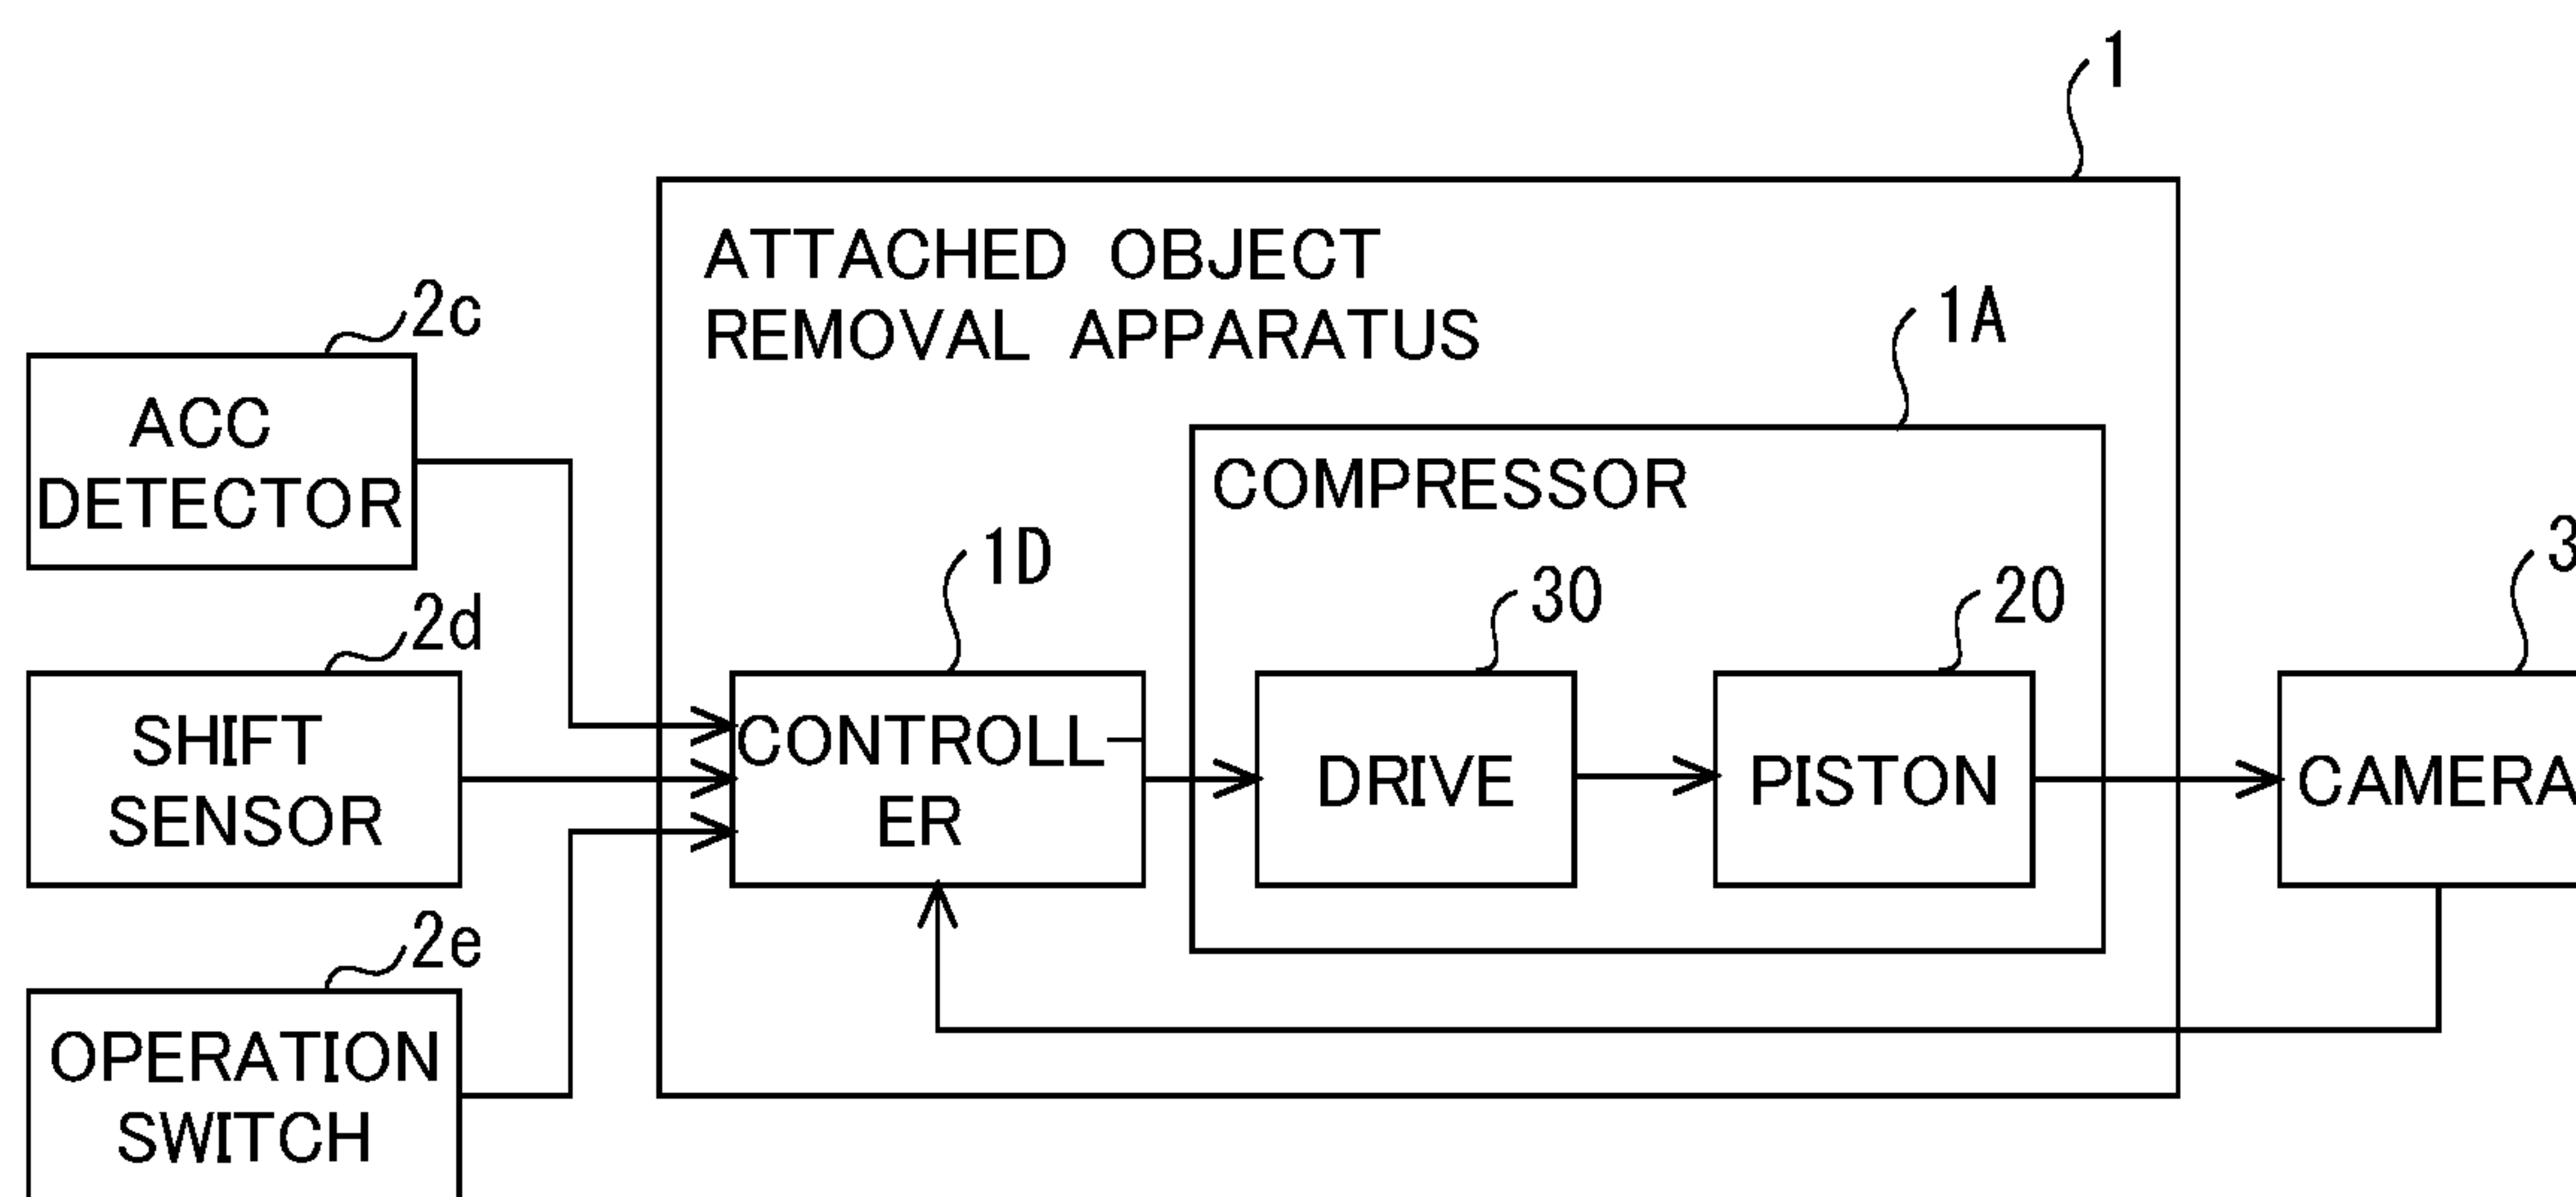 1
ATTACHED OBJECT
REMOVAL APPARATUS
2c
ACC
DETECTOR
1A
COMPRESSOR
2d
SHIFT
SENSOR
1D
CONTROLL-
ER
30
DRIVE
20
PISTON
3
CAMERA
2e
OPERATION
SWITCH